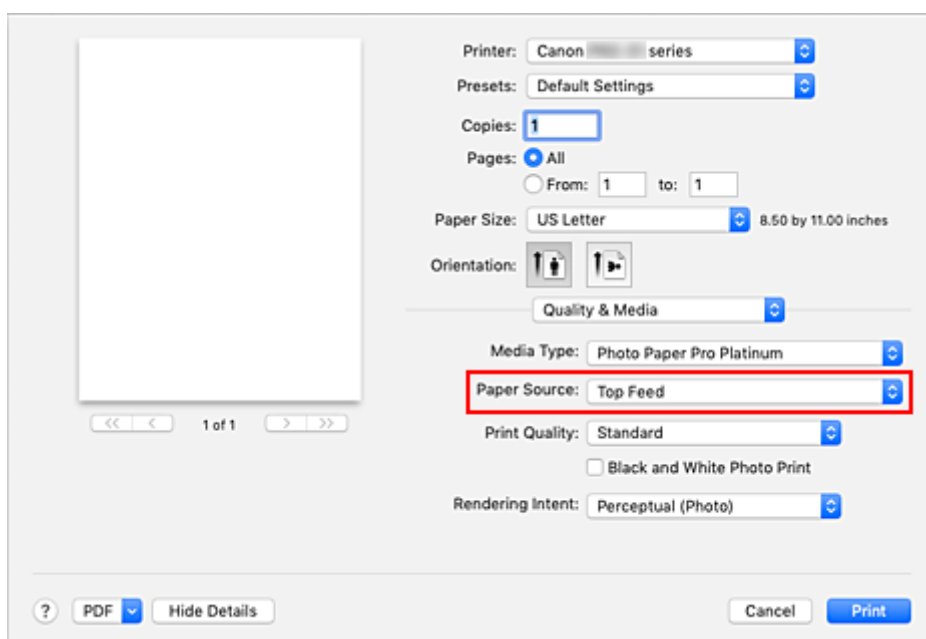 Printer: Canon series
Presets: Default Settings
Copies: 1
Pages: All
From: 1 to: 1
Paper Size: US Letter 8.50 by 11.00 inches
Orientation:
Quality & Media
Media Type: Photo Paper Pro Platinum
Paper Source: Top Feed
<< < 1 of 1 > >>
Print Quality: Standard
Black and White Photo Print
Rendering Intent: Perceptual (Photo)
? PDF Hide Details Cancel Print